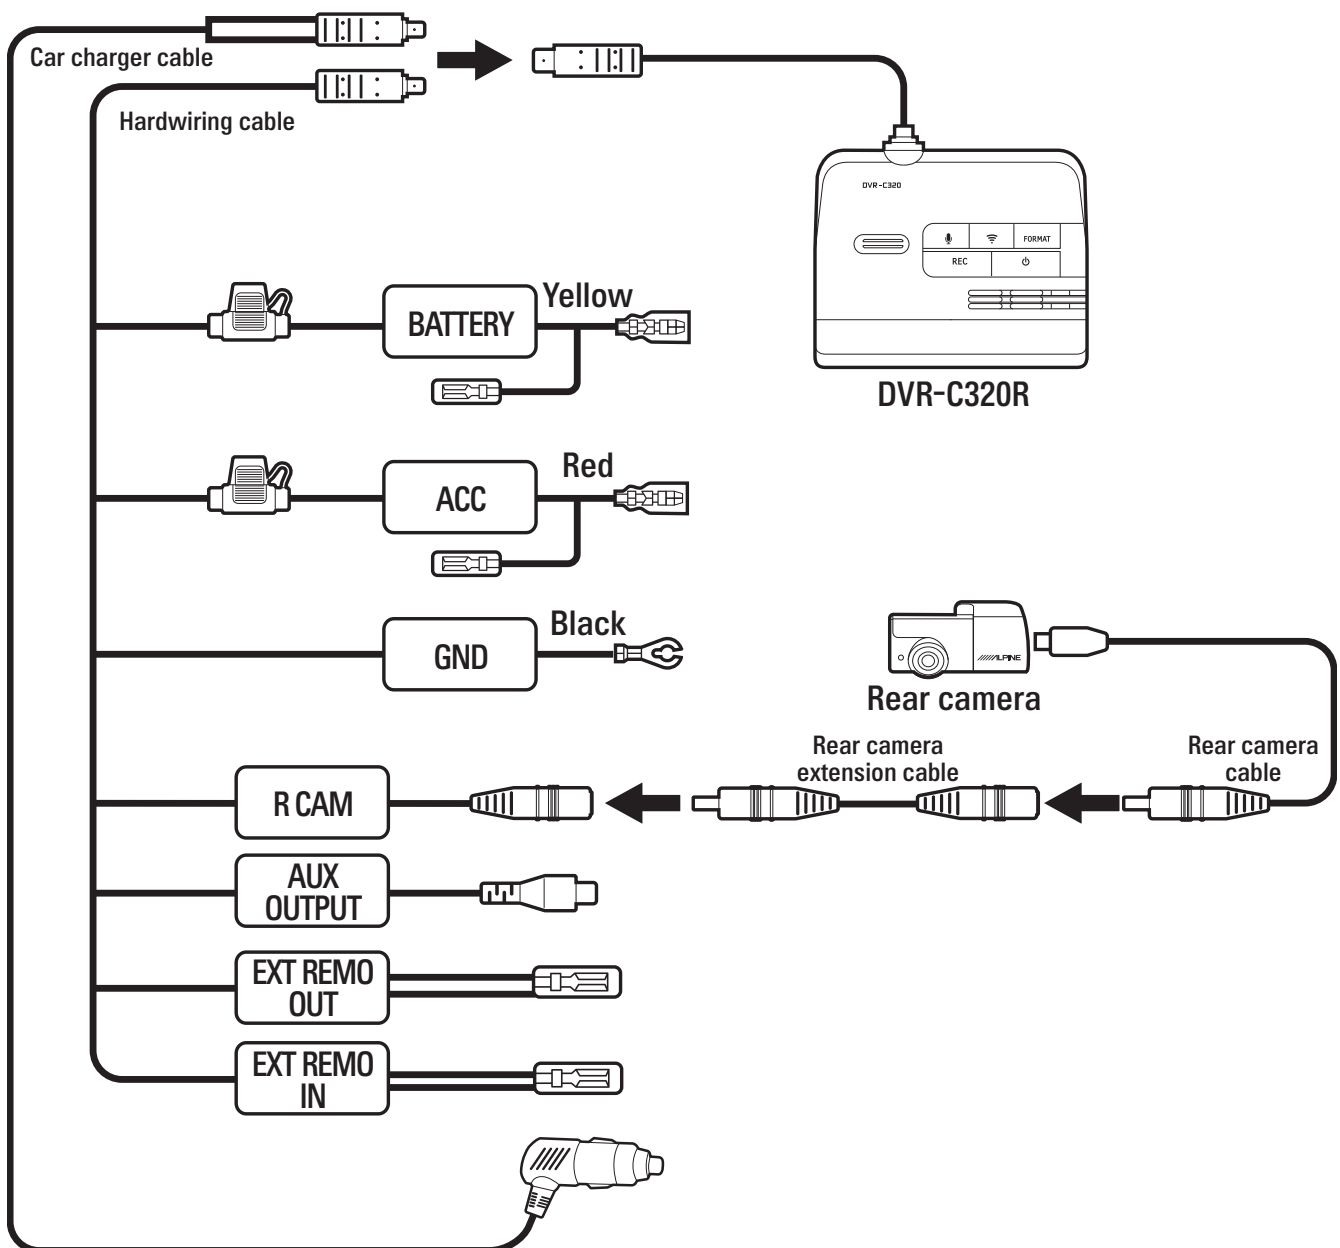 Car charger cable
Hardwiring cable
DVR-C320
FORMAT
REC
DVR-C320R
BATTERY
Yellow
ACC
Red
GND
Black
ALPINE
Rear camera
Rear camera
extension cable
Rear camera
cable
R CAM
AUX
OUTPUT
EXT REMO
OUT
EXT REMO
IN